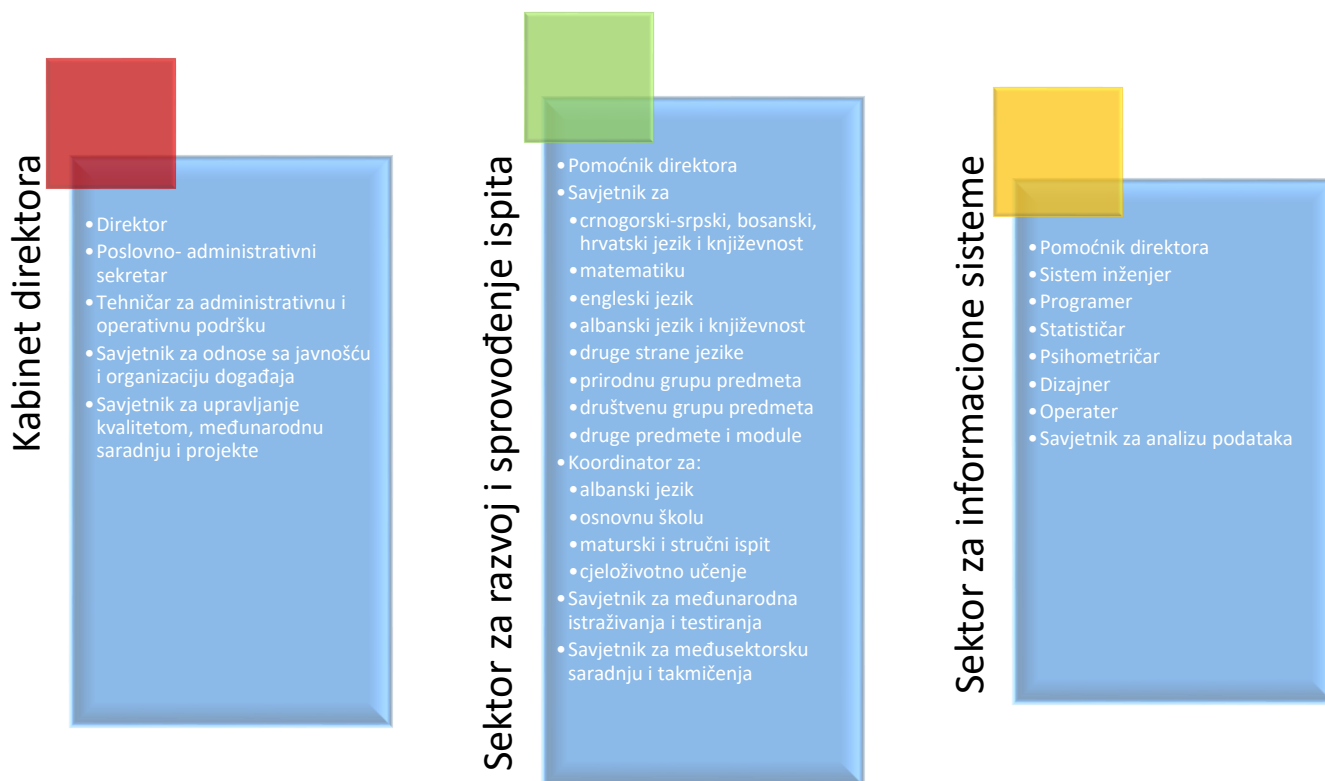 Kabinet direktora
•Direktor
•Poslovno- administrativni
sekretar
•Tehničar za administrativnu i
operativnu podršku
•Savjetnik za odnose sa javnošću
i organizaciju događaja
•Savjetnik za upravljanje
kvalitetom, međunarodnu
saradnju i projekte
Sektor za razvoj i sprovođenje ispita
•Pomoćnik direktora
•Savjetnik za
•crnogorski-srpski, bosanski,
hrvatski jezik i književnost
•matematiku
•engleski jezik
•albanski jezik i književnost
•druge strane jezike
•prirodnu grupu predmeta
•društvenu grupu predmeta
•druge predmete i module
•Koordinator za:
•albanski jezik
•osnovnu školu
•maturski i stručni ispit
•cjeloživotno učenje
•Savjetnik za međunarodna
istraživanja i testiranja
•Savjetnik za međusektorsku
saradnju i takmičenja
Sektor za informacione sisteme
•Pomoćnik direktora
•Sistem inženjer
•Programer
•Statističar
•Psihometričar
•Dizajner
•Operater
•Savjetnik za analizu podataka